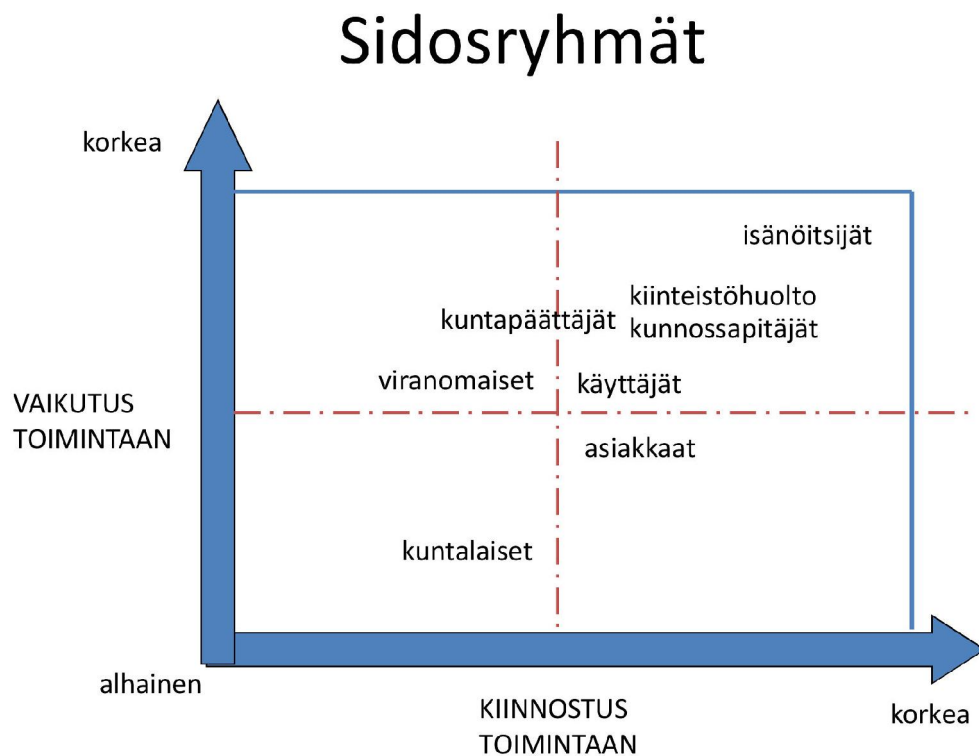 Sidosryhmät
korkea
isänöitsijät
kiinteistöhuolto
kunnossapitäjät
kuntapäättäjät
viranomaiset
käyttäjät
VAIKUTUS
TOIMINTAAN
asiakkaat
kuntalaiset
alhainen
KIINNOSTUS
TOIMINTAAN
korkea